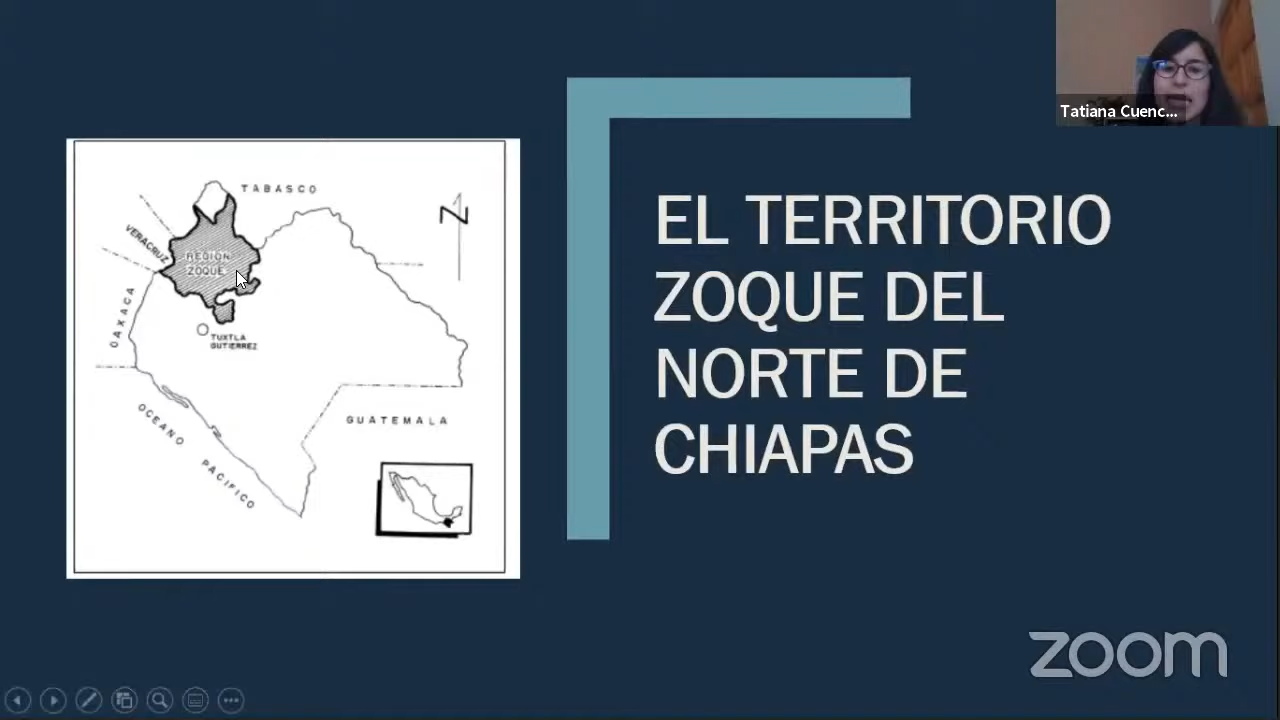 Tatiana Cuenc...
TABASCO
N
VERACRUZ
REGION
ZOQUE
OAXACA
TUXTLA
GUTIERREZ
OCEANO PACIFICO
GUATEMALA
EL TERRITORIO
ZOQUE DEL
NORTE DE
CHIAPAS
zoom